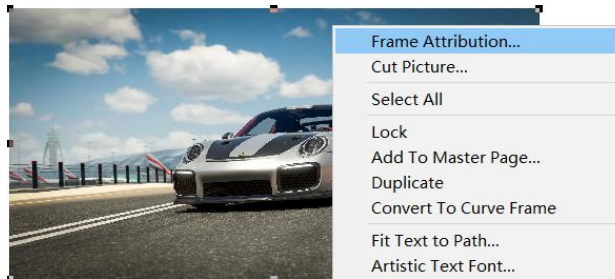 Frame Attribution...
Cut Picture...
Select All
Lock
Add To Master Page...
Duplicate
Convert To Curve Frame
Fit Text to Path...
Artistic Text Font...